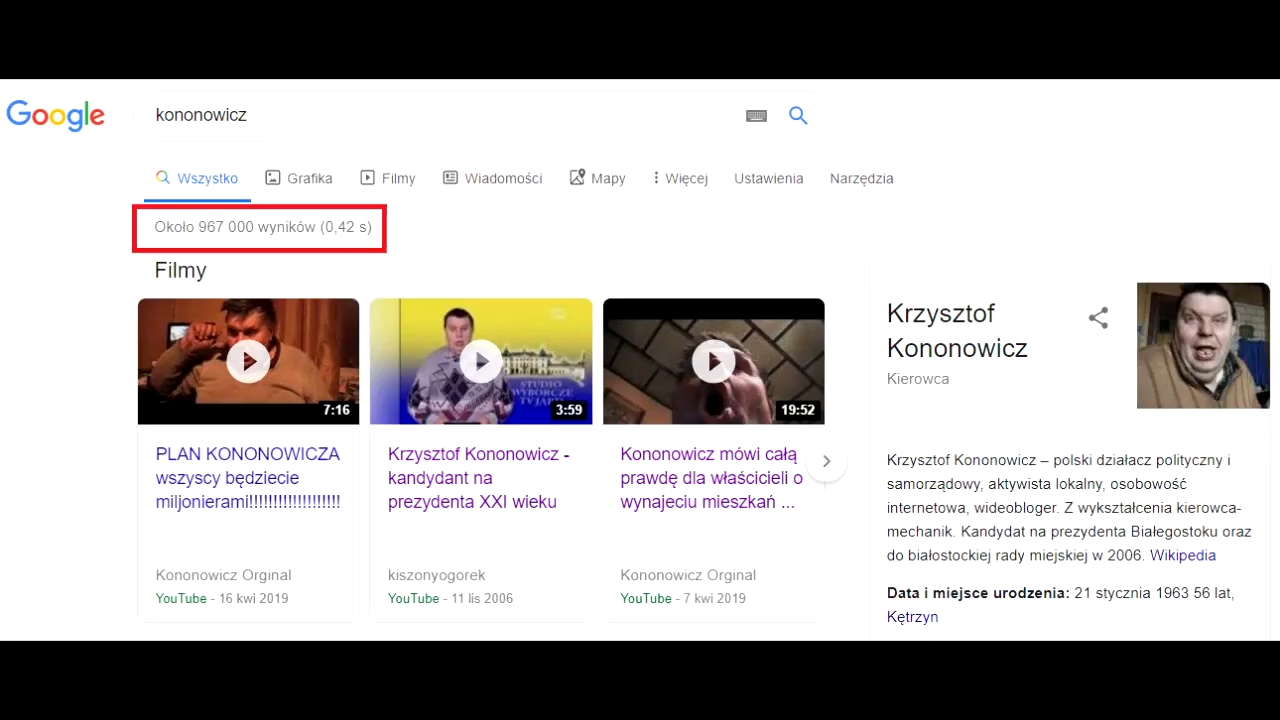 Google
kononowicz
Wszystko Grafika Filmy Wiadomości Mapy Więcej Ustawienia Narzędzia
Około 967 000 wyników (0,42 s)
Filmy
7:16
STUDIO
WYBORCZE
TV JARD
3:59
19:52
PLAN KONONOWICZA
wszyscy będziecie
miljonierami!!!!!!!!!!!!!!!!!!!
Kononowicz Orginal
YouTube - 16 kwi 2019
Krzysztof Kononowicz -
kandydant na
prezydenta XXI wieku
kiszonyogorek
YouTube - 11 lis 2006
Kononowicz mówi całą
prawdę dla właścicieli o
wynajeciu mieszkań ...
Kononowicz Orginal
YouTube - 7 kwi 2019
Krzysztof
Kononowicz
Kierowca
Krzysztof Kononowicz – polski działacz polityczny i
samorządowy, aktywista lokalny, osobowość
internetowa, wideobloger. Z wykształcenia kierowca-
mechanik. Kandydat na prezydenta Białegostoku oraz
do białostockiej rady miejskiej w 2006. Wikipedia
Data i miejsce urodzenia: 21 stycznia 1963 56 lat,
Kętrzyn